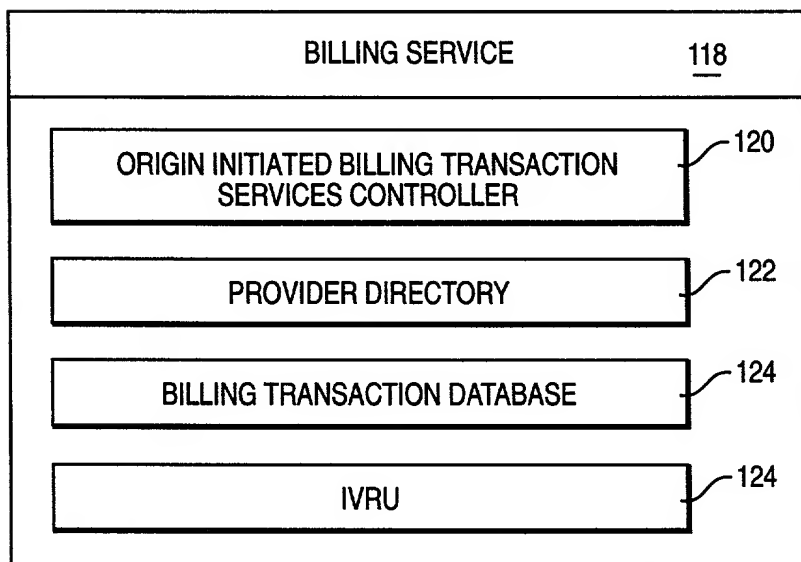 BILLING SERVICE 118
ORIGIN INITIATED BILLING TRANSACTION
SERVICES CONTROLLER
120
PROVIDER DIRECTORY
122
BILLING TRANSACTION DATABASE
124
IVRU
124